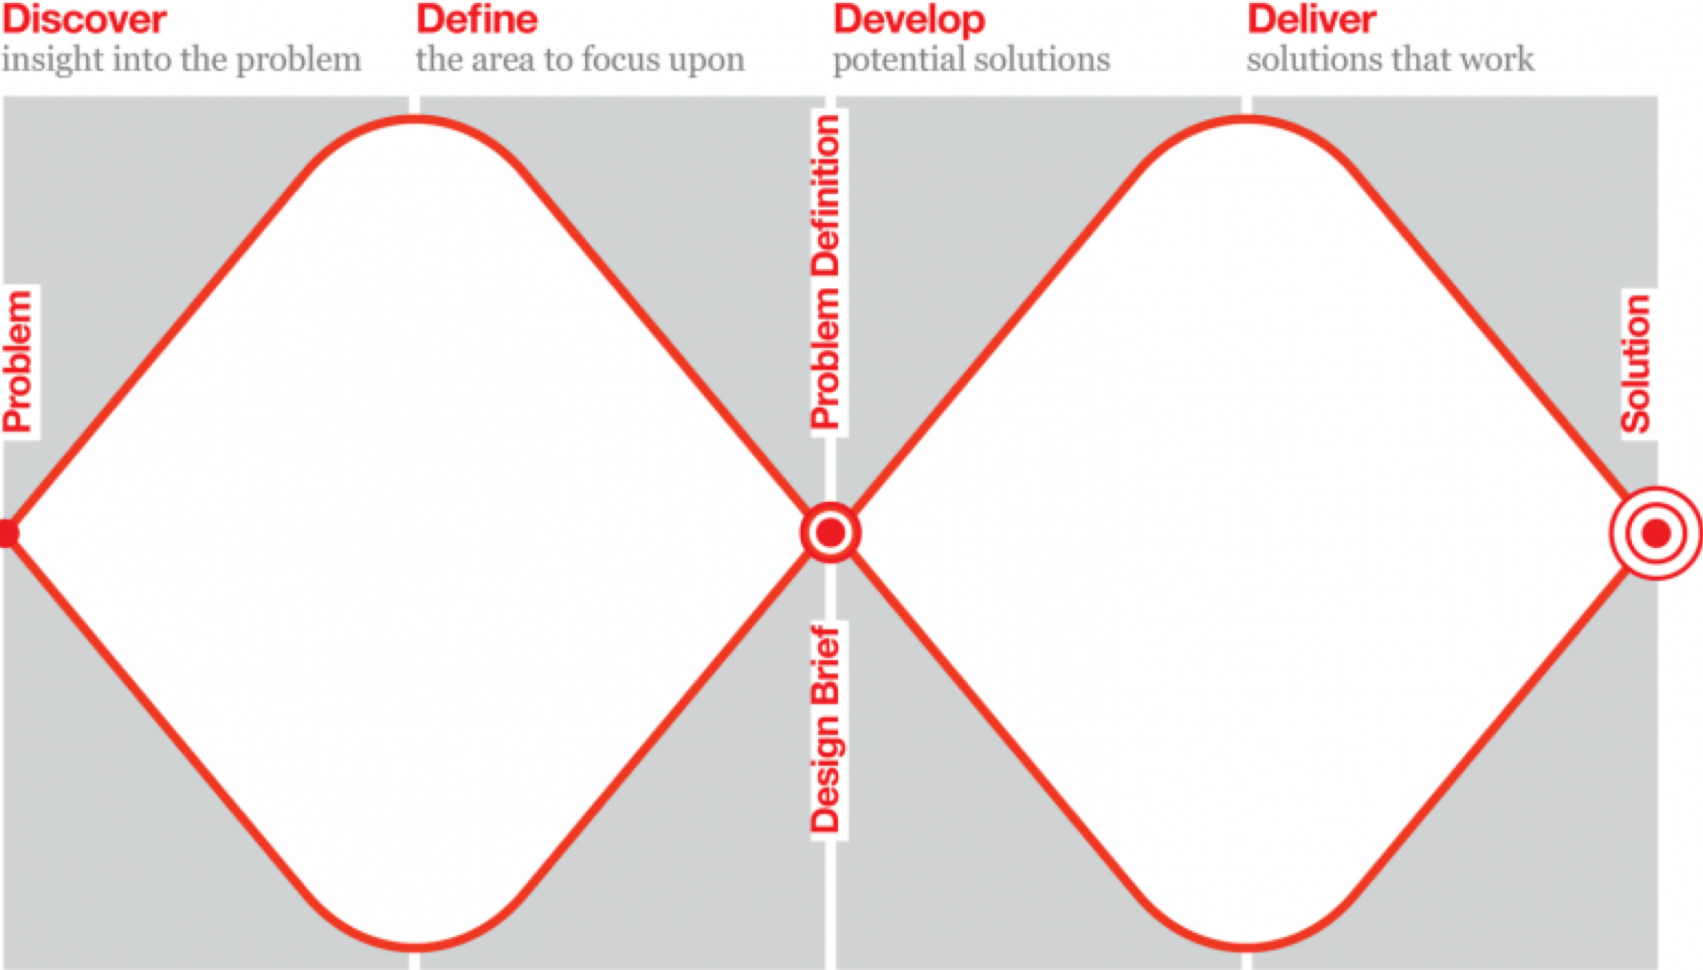 Discover
insight into the problem
Define
the area to focus upon
Develop
potential solutions
Deliver
solutions that work
Problem
Problem Definition
Design Brief
Solution